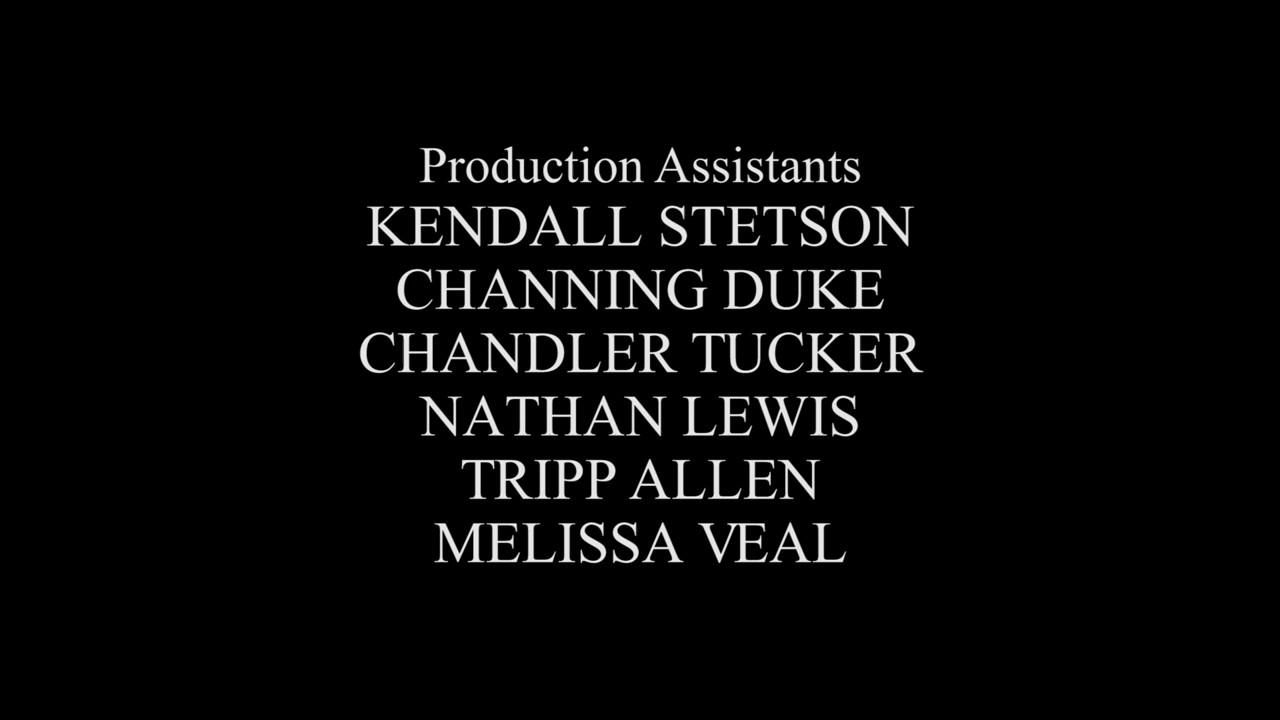 Production Assistants
KENDALL STETSON
CHANNING DUKE
CHANDLER TUCKER
NATHAN LEWIS
TRIPP ALLEN
MELISSA VEAL